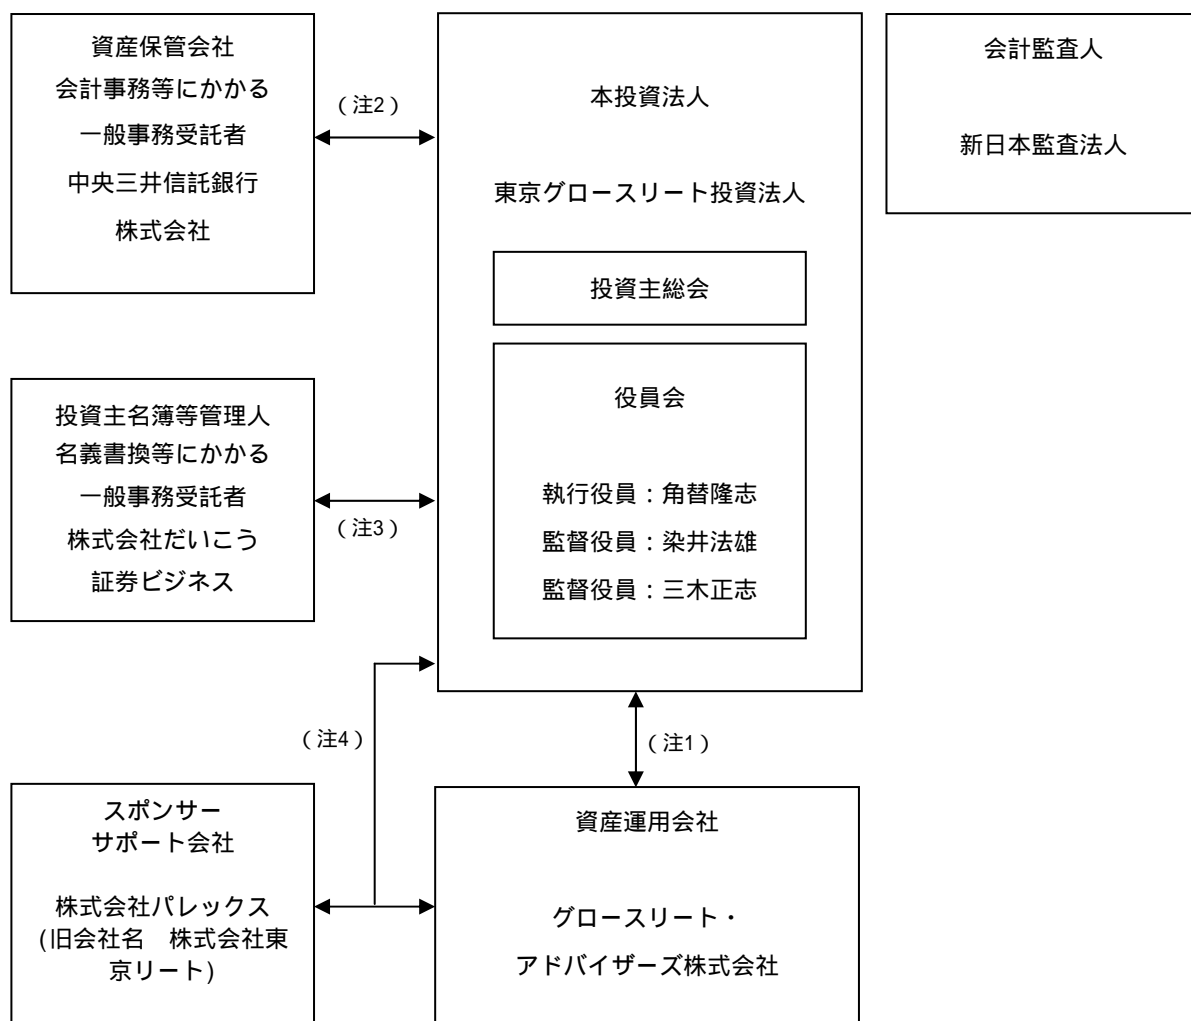 資産保管会社
会計事務等にかかる
一般事務受託者
中央三井信託銀行
株式会社
（注2）
本投資法人
東京グロースリート投資法人
投資主総会
役員会
執行役員：角替隆志
監督役員：染井法雄
監督役員：三木正志
会計監査人
新日本監査法人
投資主名簿等管理人
名義書換等にかかる
一般事務受託者
株式会社だいこう
証券ビジネス
（注3）
（注4）
（注1）
スポンサー
サポート会社
株式会社パレックス
(旧会社名　株式会社東
京リート)
資産運用会社
グロースリート・
アドバイザーズ株式会社